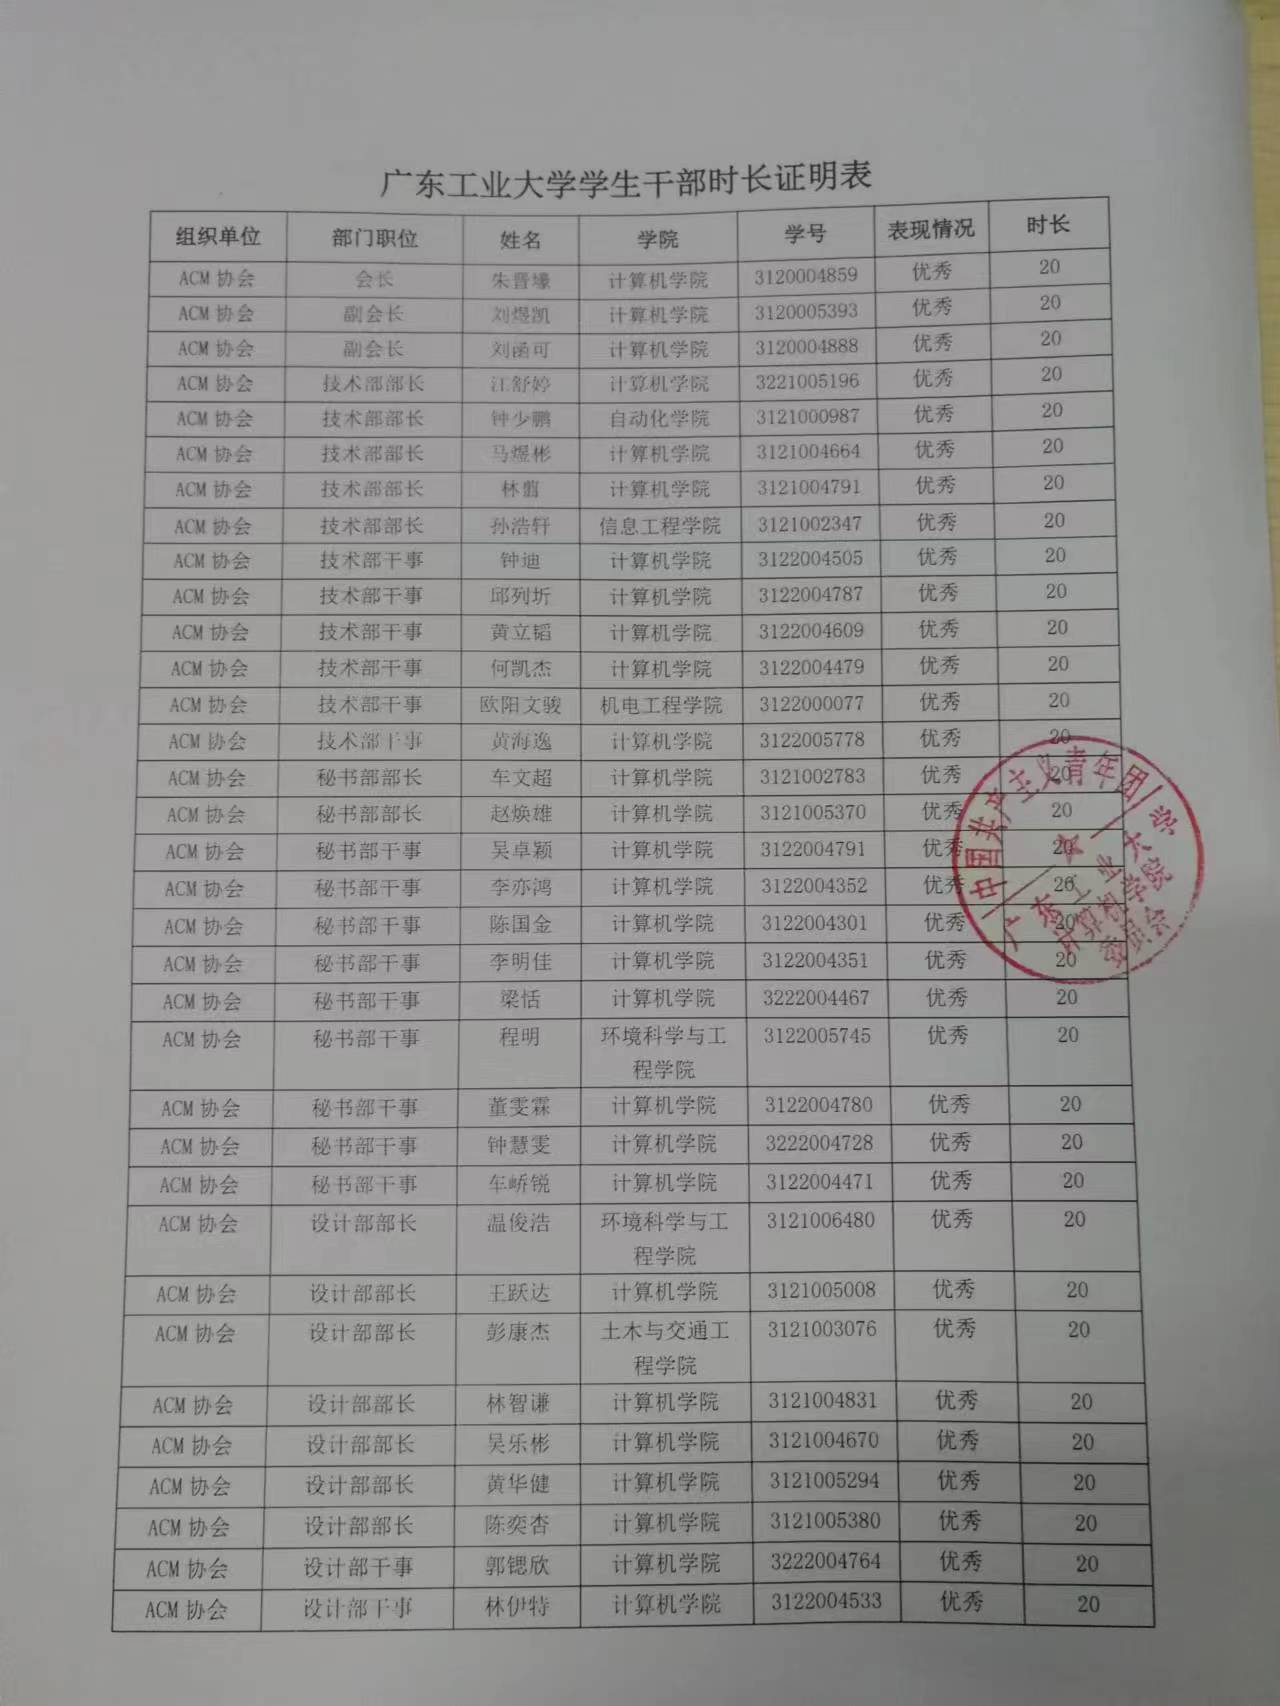 广东工业大学学生干部时长证明表
组织单位 部门职位 姓名 学院 学号 表现情况 时长
ACM 协会 会长 朱晋壕 计算机学院 3120004859 优秀 20
ACM 协会 副会长 刘煜凯 计算机学院 3120005393 优秀 20
ACM 协会 副会长 刘函可 计算机学院 3120004888 优秀 20
ACM 协会 技术部部长 江舒婷 计算机学院 3221005196 优秀 20
ACM 协会 技术部部长 钟少鹏 自动化学院 3121000987 优秀 20
ACM 协会 技术部部长 马煜彬 计算机学院 3121004664 优秀 20
ACM 协会 技术部部长 林翦 计算机学院 3121004791 优秀 20
ACM 协会 技术部部长 孙浩轩 信息工程学院 3121002347 优秀 20
ACM 协会 技术部干事 钟迪 计算机学院 3122004505 优秀 20
ACM 协会 技术部干事 邱列圻 计算机学院 3122004787 优秀 20
ACM 协会 技术部干事 黄立韬 计算机学院 3122004609 优秀 20
ACM 协会 技术部干事 何凯杰 计算机学院 3122004479 优秀 20
ACM 协会 技术部干事 欧阳文骏 机电工程学院 3122000077 优秀 20
ACM 协会 技术部干事 黄海逸 计算机学院 3122005778 优秀 20
ACM 协会 秘书部部长 车文超 计算机学院 3121002783 优秀 20
ACM 协会 秘书部部长 赵焕雄 计算机学院 3121005370 优秀 20
ACM 协会 秘书部干事 吴卓颖 计算机学院 3122004791 优秀 20
ACM 协会 秘书部干事 李亦鸿 计算机学院 3122004352 优秀 20
ACM 协会 秘书部干事 陈国金 计算机学院 3122004301 优秀 20
ACM 协会 秘书部干事 李明佳 计算机学院 3122004351 优秀 20
ACM 协会 秘书部干事 梁恬 计算机学院 3222004467 优秀 20
ACM 协会 秘书部干事 程明 环境科学与工 3122005745 优秀 20
程学院
ACM 协会 秘书部干事 董雯霖 计算机学院 3122004780 优秀 20
ACM 协会 秘书部干事 钟慧雯 计算机学院 3222004728 优秀 20
ACM 协会 秘书部干事 车峤锐 计算机学院 3122004471 优秀 20
ACM 协会 设计部部长 温俊浩 环境科学与工 3121006480 优秀 20
程学院
ACM 协会 设计部部长 王跃达 计算机学院 3121005008 优秀 20
ACM 协会 设计部部长 彭康杰 土木与交通工 3121003076 优秀 20
程学院
ACM 协会 设计部部长 林智谦 计算机学院 3121004831 优秀 20
ACM 协会 设计部部长 吴乐彬 计算机学院 3121004670 优秀 20
ACM 协会 设计部部长 黄华健 计算机学院 3121005294 优秀 20
ACM 协会 设计部部长 陈奕杏 计算机学院 3121005380 优秀 20
ACM 协会 设计部干事 郭锶欣 计算机学院 3222004764 优秀 20
ACM 协会 设计部干事 林伊特 计算机学院 3122004533 优秀 20
中国共产主义青年团
广东工业大学
计算机学院
委员会